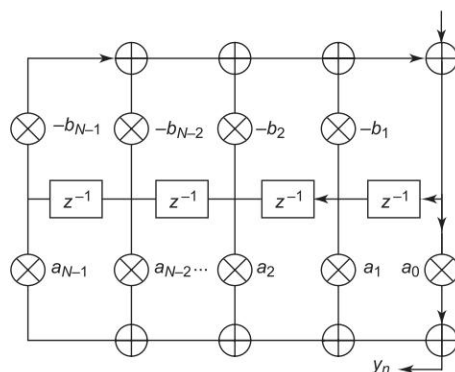 –b_{N–1} –b_{N–2} –b_2 –b_1
z^{–1} z^{–1} z^{–1} z^{–1}
a_{N–1} a_{N–2} ··· a_2 a_1 a_0
y_n